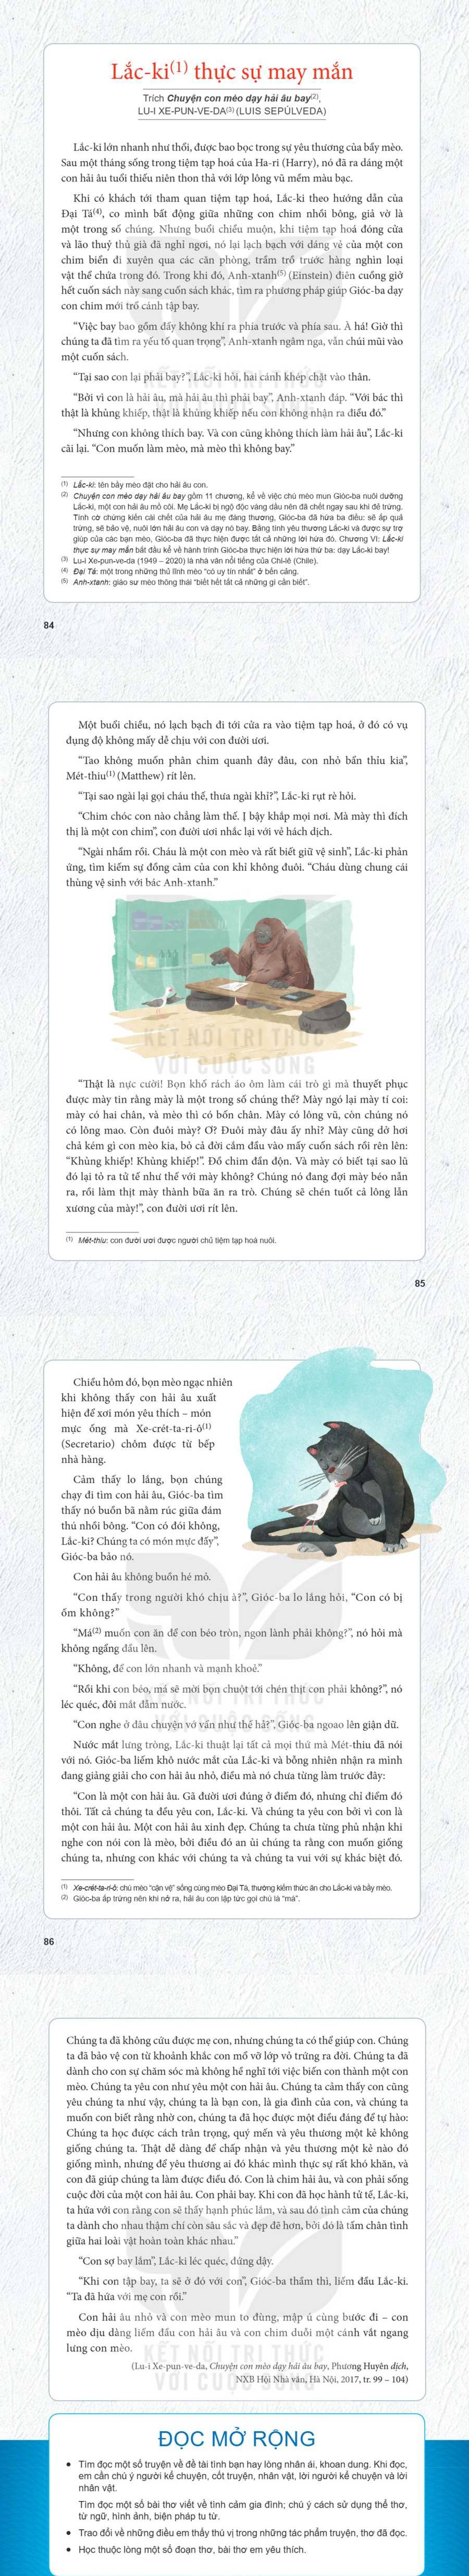 Lắc-ki(1) thực sự may mắn
Trích Chuyện con mèo dạy hải âu bay(2),
LU-I XE-PUN-VE-DA(3) (LUIS SEPÚLVEDA)
Lắc-ki lớn nhanh như thổi, được bao bọc trong sự yêu thương của bầy mèo.
Sau một tháng sống trong tiệm tạp hoá của Ha-ri (Harry), nó đã ra dáng một
con hải âu tuổi thiếu niên thon thả với lớp lông vũ mềm màu bạc.
Khi có khách tới tham quan tiệm tạp hoá, Lắc-ki theo hướng dẫn của
Đại Tá(4), co mình bất động giữa những con chim nhồi bông, giả vờ là
một trong số chúng. Nhưng buổi chiều muộn, khi tiệm tạp hoá đóng cửa
và lão thuỷ thủ già đã nghỉ ngơi, nó lại lạch bạch với dáng vẻ của một con
chim biển đi xuyên qua các căn phòng, trầm trồ trước hàng nghìn loại
vật thể chứa trong đó. Trong khi đó, Anh-xtanh(5) (Einstein) điên cuồng giở
hết cuốn sách này sang cuốn sách khác, tìm ra phương pháp giúp Gióc-ba dạy
con chim mới trổ cánh tập bay.
“Việc bay bao gồm đẩy không khí ra phía trước và phía sau. À há! Giờ thì
chúng ta đã tìm ra yếu tố quan trọng”, Anh-xtanh ngâm nga, vẫn chúi mũi vào
một cuốn sách.
“Tại sao con lại phải bay?”, Lắc-ki hỏi, hai cánh khép chặt vào thân.
“Bởi vì con là hải âu, mà hải âu thì phải bay”, Anh-xtanh đáp. “Với bác thì
thật là khủng khiếp, thật là khủng khiếp nếu con không nhận ra điều đó.”
“Nhưng con không thích bay. Và con cũng không thích làm hải âu”, Lắc-ki
cãi lại. “Con muốn làm mèo, mà mèo thì không bay.”
(1) Lắc-ki: tên bầy mèo đặt cho hải âu con.
(2) Chuyện con mèo dạy hải âu bay gồm 11 chương, kể về việc chú mèo mun Gióc-ba nuôi dưỡng
Lắc-ki, một con hải âu mồ côi. Mẹ Lắc-ki bị ngộ độc váng dầu nên đã chết ngay sau khi đẻ trứng.
Tình cờ chứng kiến cái chết của hải âu mẹ đáng thương, Gióc-ba đã hứa ba điều: sẽ ấp quả
trứng, sẽ bảo vệ, nuôi lớn hải âu con và dạy nó bay. Bằng tình yêu thương Lắc-ki và được sự trợ
giúp của các bạn mèo, Gióc-ba đã thực hiện được tất cả những lời hứa đó. Chương VI: Lắc-ki
thực sự may mắn bắt đầu kể về hành trình Gióc-ba thực hiện lời hứa thứ ba: dạy Lắc-ki bay!
(3) Lu-i Xe-pun-ve-da (1949 – 2020) là nhà văn nổi tiếng của Chi-lê (Chile).
(4) Đại Tá: một trong những thủ lĩnh mèo “có uy tín nhất” ở bến cảng.
(5) Anh-xtanh: giáo sư mèo thông thái “biết hết tất cả những gì cần biết”.
84
Một buổi chiều, nó lạch bạch đi tới cửa ra vào tiệm tạp hoá, ở đó có vụ
đụng độ không mấy dễ chịu với con đười ươi.
“Tao không muốn phân chim quanh đây đâu, con nhỏ bẩn thỉu kia”,
Mét-thiu(1) (Matthew) rít lên.
“Tại sao ngài lại gọi cháu thế, thưa ngài khỉ?”, Lắc-ki rụt rè hỏi.
“Chim chóc con nào chẳng làm thế. Ị bậy khắp mọi nơi. Mà mày thì đích
thị là một con chim”, con đười ươi nhắc lại với vẻ hách dịch.
“Ngài nhầm rồi. Cháu là một con mèo và rất biết giữ vệ sinh”, Lắc-ki phản
ứng, tìm kiếm sự đồng cảm của con khỉ không đuôi. “Cháu dùng chung cái
thùng vệ sinh với bác Anh-xtanh.”
“Thật là nực cười! Bọn khố rách áo ôm làm cái trò gì mà thuyết phục
được mày tin rằng mày là một trong số chúng thế? Mày ngó lại mày tí coi:
mày có hai chân, và mèo thì có bốn chân. Mày có lông vũ, còn chúng nó
có lông mao. Còn đuôi mày? Ơ? Đuôi mày đâu ấy nhỉ? Mày cũng dở hơi
chả kém gì con mèo kia, bỏ cả đời cắm đầu vào mấy cuốn sách rồi rên lên:
“Khủng khiếp! Khủng khiếp!”. Đồ chim đần độn. Và mày có biết tại sao lũ
đó lại tỏ ra tử tế như thế với mày không? Chúng nó đang đợi mày béo nẫn
ra, rồi làm thịt mày thành bữa ăn ra trò. Chúng sẽ chén tuốt cả lông lẫn
xương của mày!”, con đười ươi rít lên.
(1) Mét-thiu: con đười ươi được người chủ tiệm tạp hoá nuôi.
85
Chiều hôm đó, bọn mèo ngạc nhiên
khi không thấy con hải âu xuất
hiện để xơi món yêu thích – món
mực ống mà Xe-crét-ta-ri-ô(1)
(Secretario) chôm được từ bếp
nhà hàng.
Cảm thấy lo lắng, bọn chúng
chạy đi tìm con hải âu, Gióc-ba tìm
thấy nó buồn bã nằm rúc giữa đám
thú nhồi bông. “Con có đói không,
Lắc-ki? Chúng ta có món mực đấy”,
Gióc-ba bảo nó.
Con hải âu không buồn hé mỏ.
“Con thấy trong người khó chịu à?”, Gióc-ba lo lắng hỏi, “Con có bị
ốm không?”
“Má(2) muốn con ăn để con béo tròn, ngon lành phải không?”, nó hỏi mà
không ngẩng đầu lên.
“Không, để con lớn nhanh và mạnh khoẻ.”
“Rồi khi con béo, má sẽ mời bọn chuột tới chén thịt con phải không?”, nó
léc quéc, đôi mắt đẫm nước.
“Con nghe ở đâu chuyện vớ vẩn như thế hả?”, Gióc-ba ngoao lên giận dữ.
Nước mắt lưng tròng, Lắc-ki thuật lại tất cả mọi thứ mà Mét-thiu đã nói
với nó. Gióc-ba liếm khô nước mắt của Lắc-ki và bỗng nhiên nhận ra mình
đang giảng giải cho con hải âu nhỏ, điều mà nó chưa từng làm trước đây:
“Con là một con hải âu. Gã đười ươi đúng ở điểm đó, nhưng chỉ điểm đó
thôi. Tất cả chúng ta đều yêu con, Lắc-ki. Và chúng ta yêu con bởi vì con là
một con hải âu. Một con hải âu xinh đẹp. Chúng ta chưa từng phủ nhận khi
nghe con nói con là mèo, bởi điều đó an ủi chúng ta rằng con muốn giống
chúng ta, nhưng con khác với chúng ta và chúng ta vui với sự khác biệt đó.
(1) Xe-crét-ta-ri-ô: chú mèo “cận vệ” sống cùng mèo Đại Tá, thường kiếm thức ăn cho Lắc-ki và bầy mèo.
(2) Gióc-ba ấp trứng nên khi nở ra, hải âu con lập tức gọi chú là “má”.
86
Chúng ta đã không cứu được mẹ con, nhưng chúng ta có thể giúp con. Chúng
ta đã bảo vệ con từ khoảnh khắc con mổ vỡ lớp vỏ trứng ra đời. Chúng ta đã
dành cho con sự chăm sóc mà không hề nghĩ tới việc biến con thành một con
mèo. Chúng ta yêu con như yêu một con hải âu. Chúng ta cảm thấy con cũng
yêu chúng ta như vậy, chúng ta là bạn con, là gia đình của con, và chúng ta
muốn con biết rằng nhờ con, chúng ta đã học được một điều đáng để tự hào:
Chúng ta học được cách trân trọng, quý mến và yêu thương một kẻ không
giống chúng ta. Thật dễ dàng để chấp nhận và yêu thương một kẻ nào đó
giống mình, nhưng để yêu thương ai đó khác mình thực sự rất khó khăn, và
con đã giúp chúng ta làm được điều đó. Con là chim hải âu, và con phải sống
cuộc đời của một con hải âu. Con phải bay. Khi con đã học hành tử tế, Lắc-ki,
ta hứa với con rằng con sẽ thấy hạnh phúc lắm, và sau đó tình cảm của chúng
ta dành cho nhau thậm chí còn sâu sắc và đẹp đẽ hơn, bởi đó là tấm chân tình
giữa hai loài vật hoàn toàn khác nhau.”
“Con sợ bay lắm”, Lắc-ki léc quéc, đứng dậy.
“Khi con tập bay, ta sẽ ở đó với con”, Gióc-ba thầm thì, liếm đầu Lắc-ki.
“Ta đã hứa với mẹ con rồi.”
Con hải âu nhỏ và con mèo mun to đùng, mập ú cùng bước đi – con
mèo dịu dàng liếm đầu con hải âu và con chim duỗi một cánh vắt ngang
lưng con mèo.
(Lu-i Xe-pun-ve-da, Chuyện con mèo dạy hải âu bay, Phương Huyên dịch,
NXB Hội Nhà văn, Hà Nội, 2017, tr. 99 – 104)
KẾT NỐI TRI THỨC
VỚI CUỘC SỐNG
ĐỌC MỞ RỘNG
• Tìm đọc một số truyện về đề tài tình bạn hay lòng nhân ái, khoan dung. Khi đọc,
em cần chú ý người kể chuyện, cốt truyện, nhân vật, lời người kể chuyện và lời
nhân vật.
Tìm đọc một số bài thơ viết về tình cảm gia đình; chú ý cách sử dụng thể thơ,
từ ngữ, hình ảnh, biện pháp tu từ.
• Trao đổi về những điều em thấy thú vị trong những tác phẩm truyện, thơ đã đọc.
• Học thuộc lòng một số đoạn thơ, bài thơ em yêu thích.